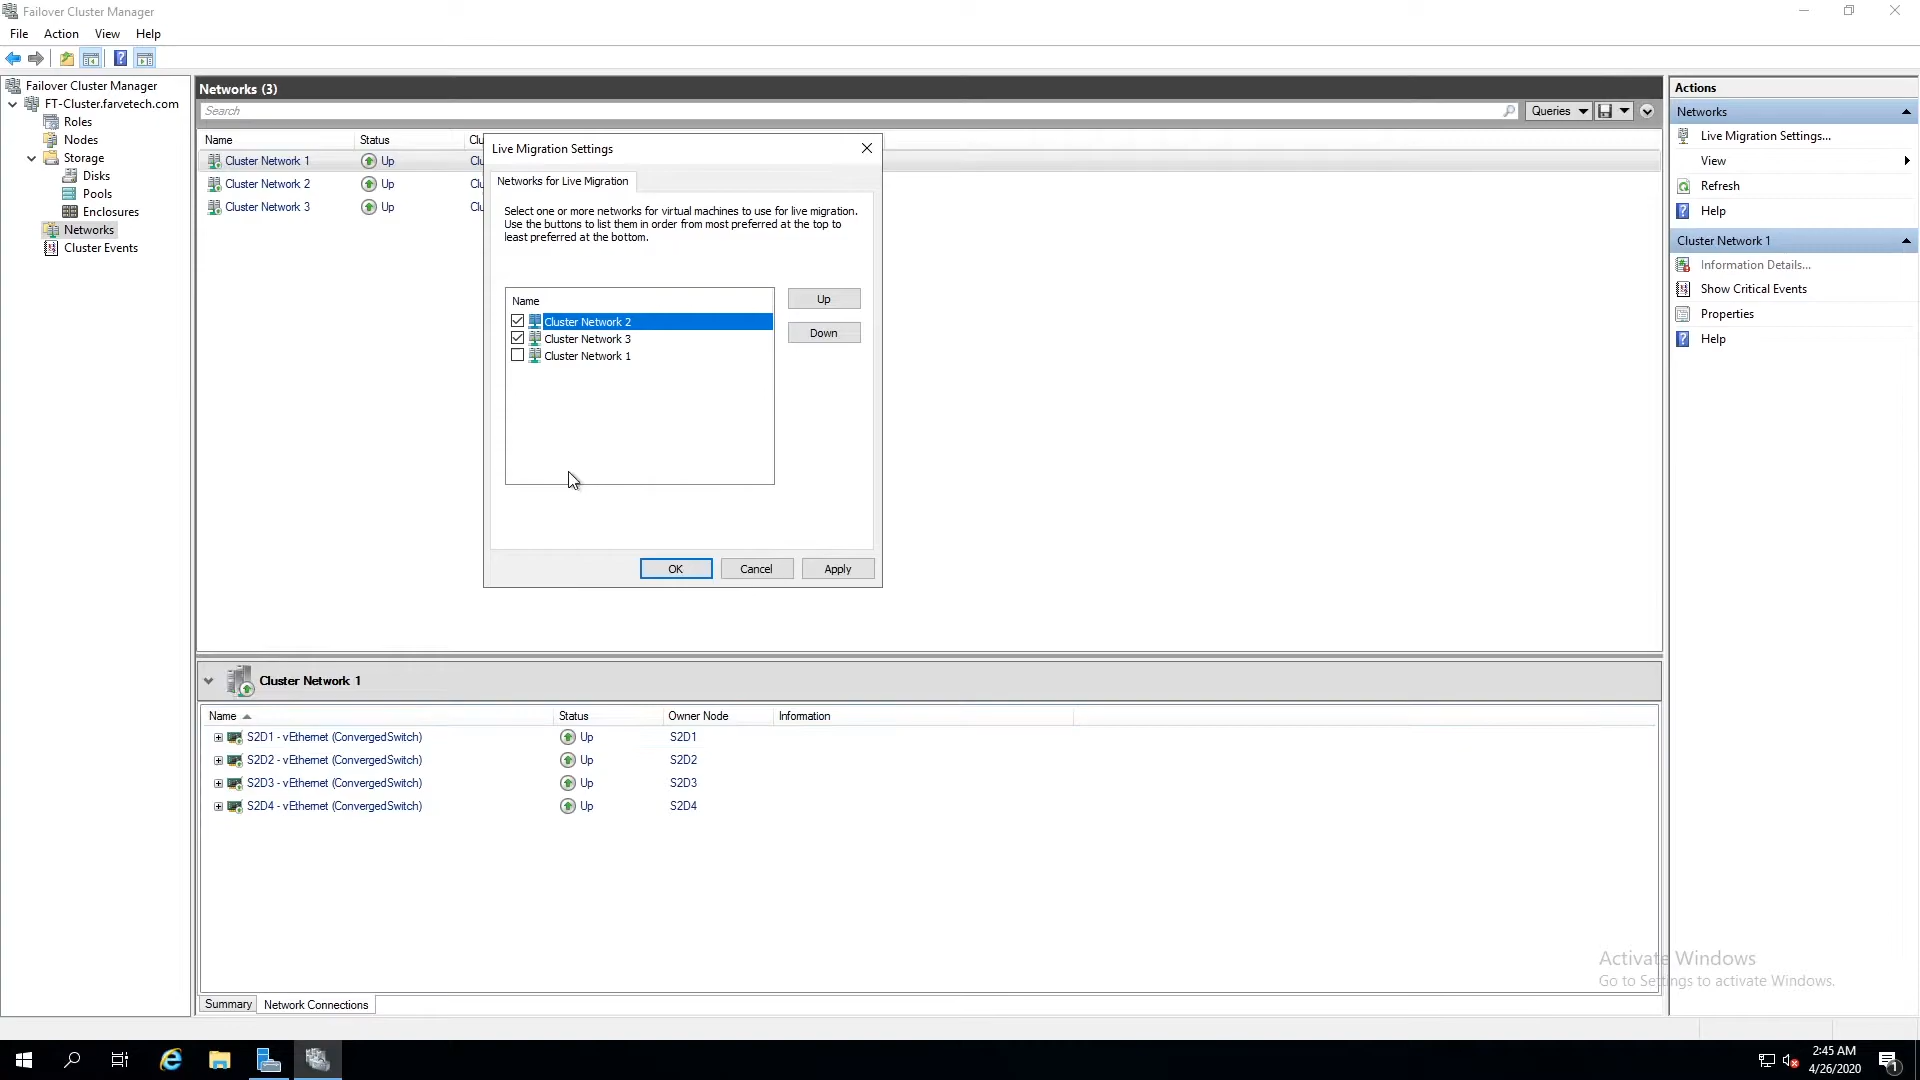 Failover Cluster Manager
File Action View Help
Failover Cluster Manager
FT-Cluster.farvetech.com
Roles
Nodes
Storage
Disks
Pools
Enclosures
Networks
Cluster Events
Networks (3)
Search
Queries
Name Status Clu
Cluster Network 1 Up Clu
Cluster Network 2 Up Clu
Cluster Network 3 Up Clu
Live Migration Settings
Networks for Live Migration
Select one or more networks for virtual machines to use for live migration.
Use the buttons to list them in order from most preferred at the top to
least preferred at the bottom.
Name
Cluster Network 2
Cluster Network 3
Cluster Network 1
Up
Down
OK Cancel Apply
Cluster Network 1
Name Status Owner Node Information
S2D1 - vEthernet (ConvergedSwitch) Up S2D1
S2D2 - vEthernet (ConvergedSwitch) Up S2D2
S2D3 - vEthernet (ConvergedSwitch) Up S2D3
S2D4 - vEthernet (ConvergedSwitch) Up S2D4
Summary Network Connections
Actions
Networks
Live Migration Settings...
View
Refresh
Help
Cluster Network 1
Information Details...
Show Critical Events
Properties
Help
Activate Windows
Go to Settings to activate Windows.
2:45 AM
4/26/2020
1